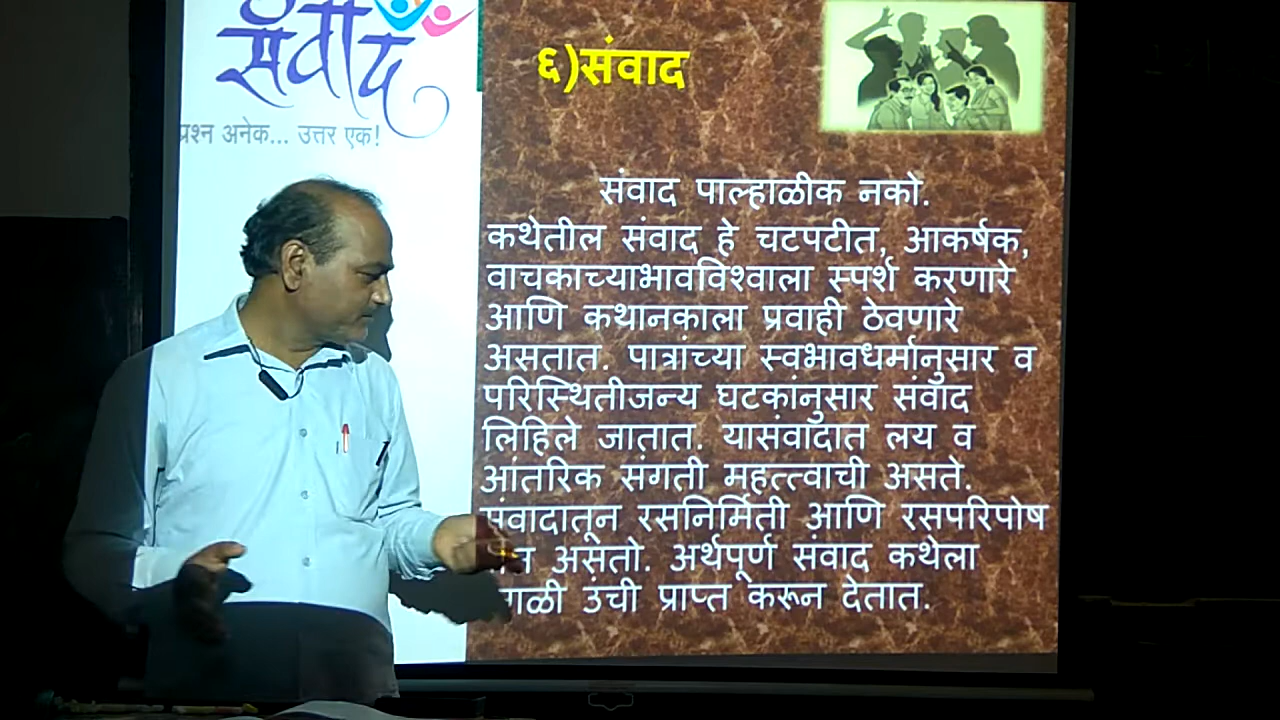 संवाद
प्रश्न अनेक... उत्तर एक!
६)संवाद
संवाद पाल्हाळीक नको.
कथेतील संवाद हे चटपटीत, आकर्षक,
वाचकाच्याभावविश्वाला स्पर्श करणारे
आणि कथानकाला प्रवाही ठेवणारे
असतात. पात्रांच्या स्वभावधर्मानुसार व
परिस्थितीजन्य घटकांनुसार संवाद
लिहिले जातात. यासंवादात लय व
आंतरिक संगती महत्त्वाची असते.
संवादातून रसनिर्मिती आणि रसपरिपोष
असतो. अर्थपूर्ण संवाद कथेला
उंची प्राप्त करून देतात.